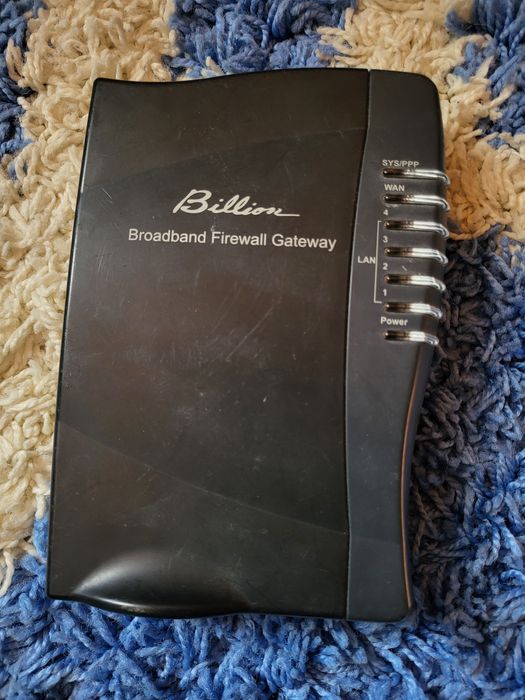 Billion
Broadband Firewall Gateway
SYS/PPP
WAN
4
3
LAN
2
1
Power